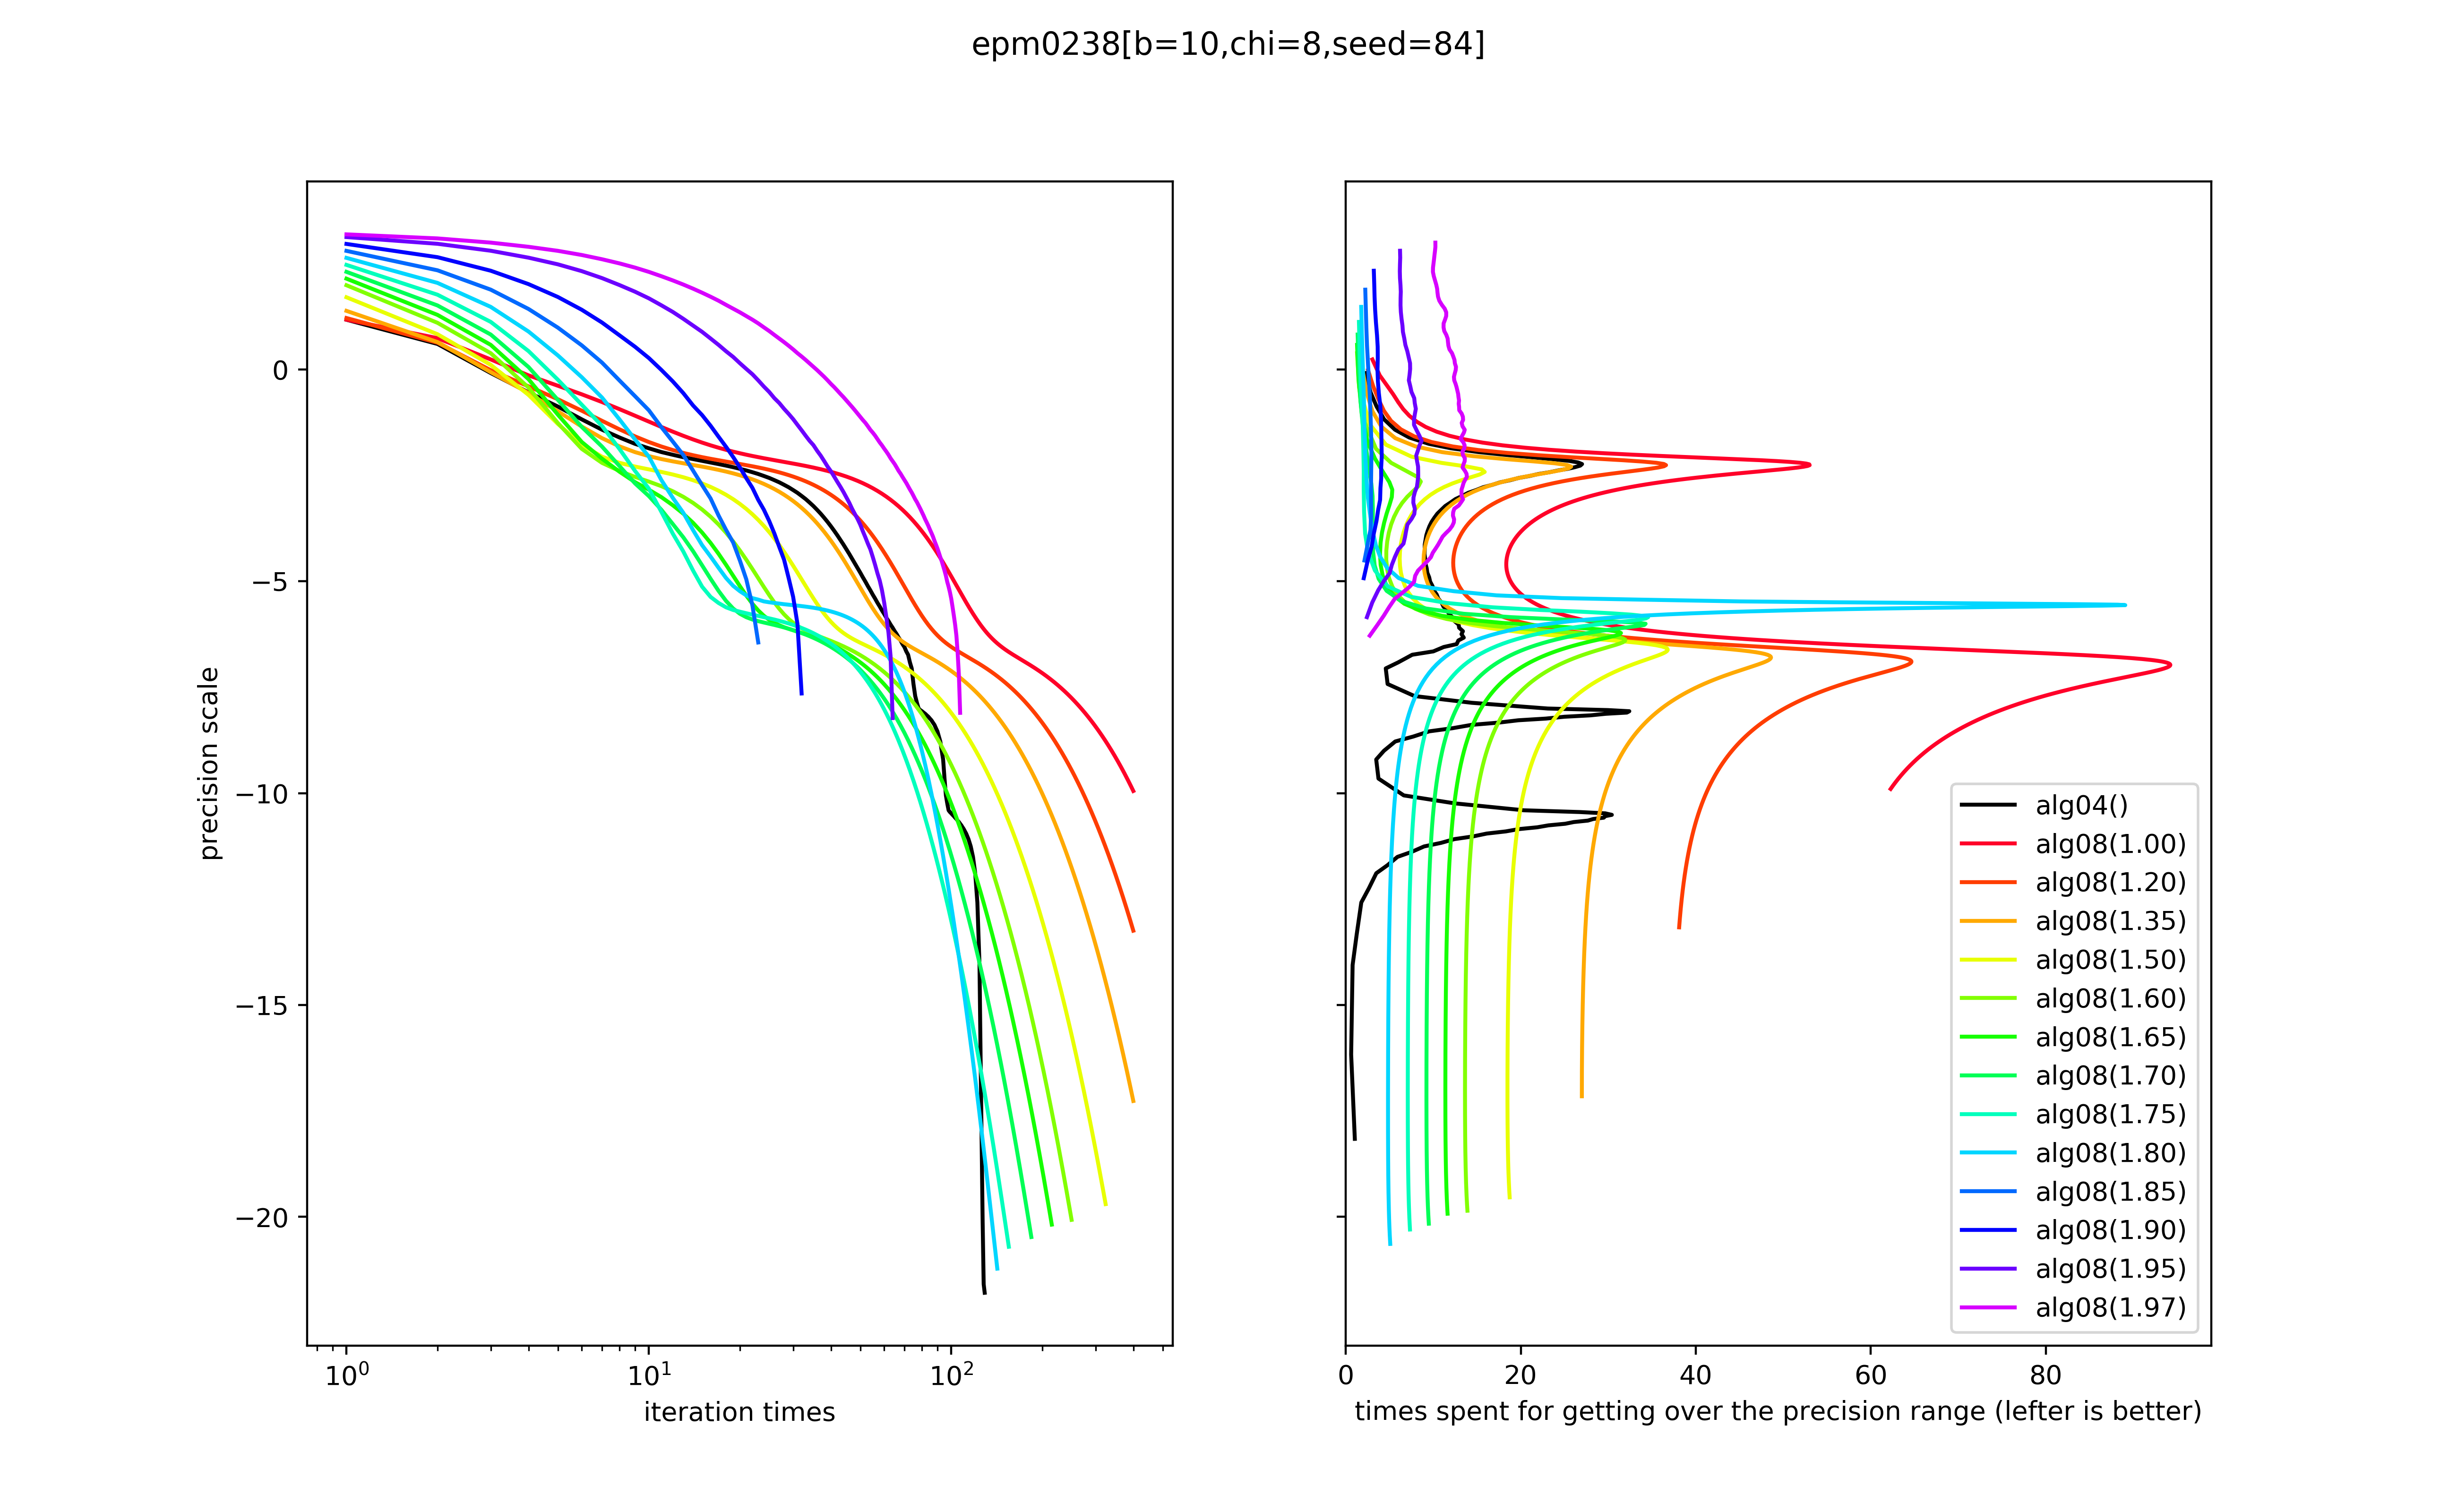 epm0238[b=10,chi=8,seed=84]
precision scale
0
−5
−10
−15
−20
10⁰ 10¹ 10²
iteration times
0 20 40 60 80
times spent for getting over the precision range (lefter is better)
alg04()
alg08(1.00)
alg08(1.20)
alg08(1.35)
alg08(1.50)
alg08(1.60)
alg08(1.65)
alg08(1.70)
alg08(1.75)
alg08(1.80)
alg08(1.85)
alg08(1.90)
alg08(1.95)
alg08(1.97)